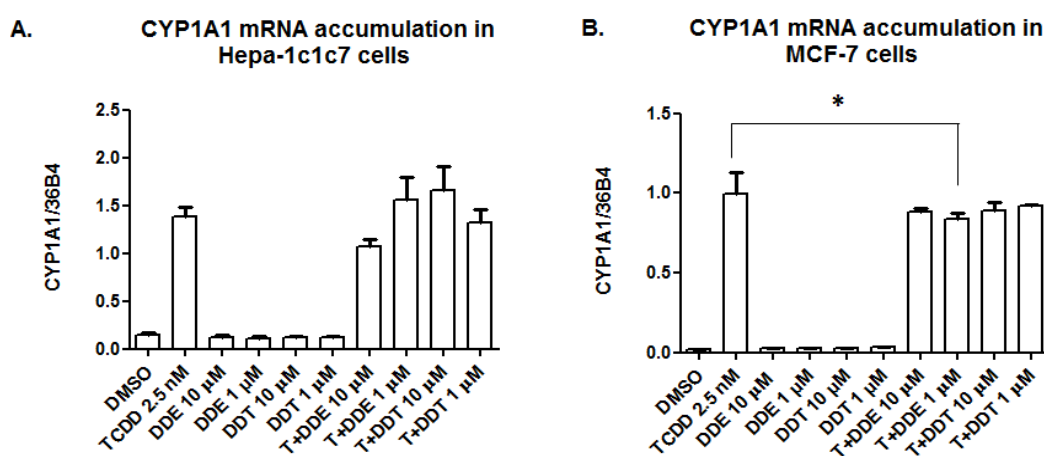 A.
CYP1A1 mRNA accumulation in
Hepa-1c1c7 cells
CYP1A1/36B4
2.5
2.0
1.5
1.0
0.5
0.0
DMSO
TCDD 2.5 nM
DDE 10 µM
DDE 1 µM
DDT 10 µM
DDT 1 µM
T+DDE 10 µM
T+DDE 1 µM
T+DDT 10 µM
T+DDT 1 µM
B.
CYP1A1 mRNA accumulation in
MCF-7 cells
CYP1A1/36B4
1.5
1.0
0.5
0.0
*
DMSO
TCDD 2.5 nM
DDE 10 µM
DDE 1 µM
DDT 10 µM
DDT 1 µM
T+DDE 10 µM
T+DDE 1 µM
T+DDT 10 µM
T+DDT 1 µM